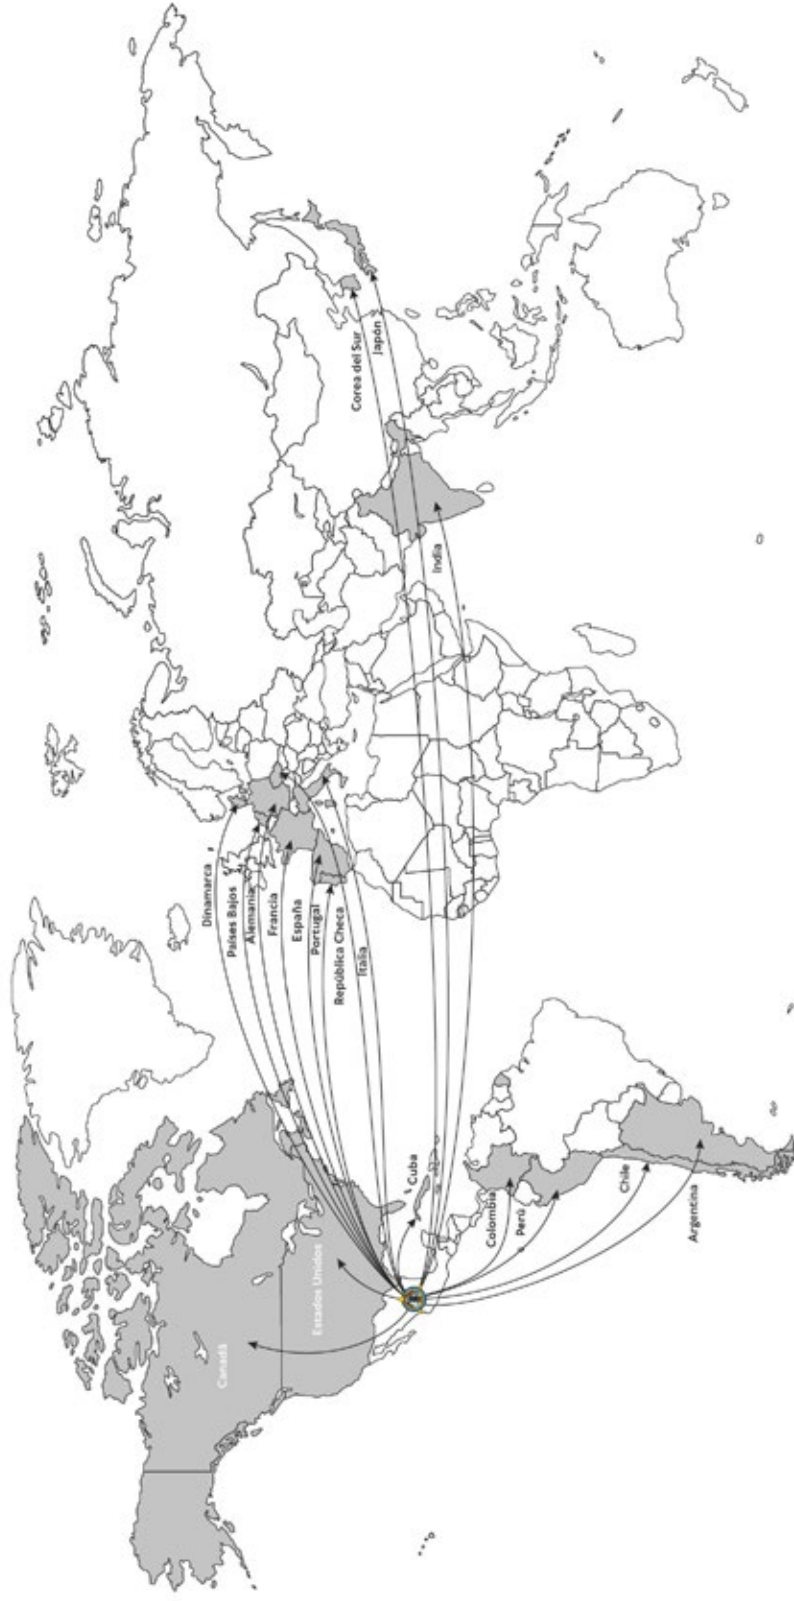 Canadá
Estados Unidos
Cuba
Colombia
Perú
Chile
Argentina
Dinamarca
Países Bajos
Alemania
Francia
España
Portugal
República Checa
Italia
India
Corea del Sur
Japón